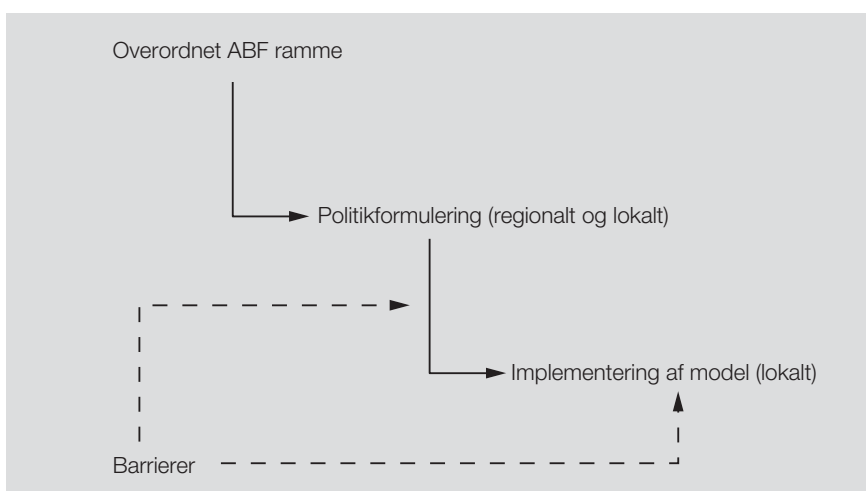 Overordnet ABF ramme
Politikformulering (regionalt og lokalt)
Implementering af model (lokalt)
Barrierer